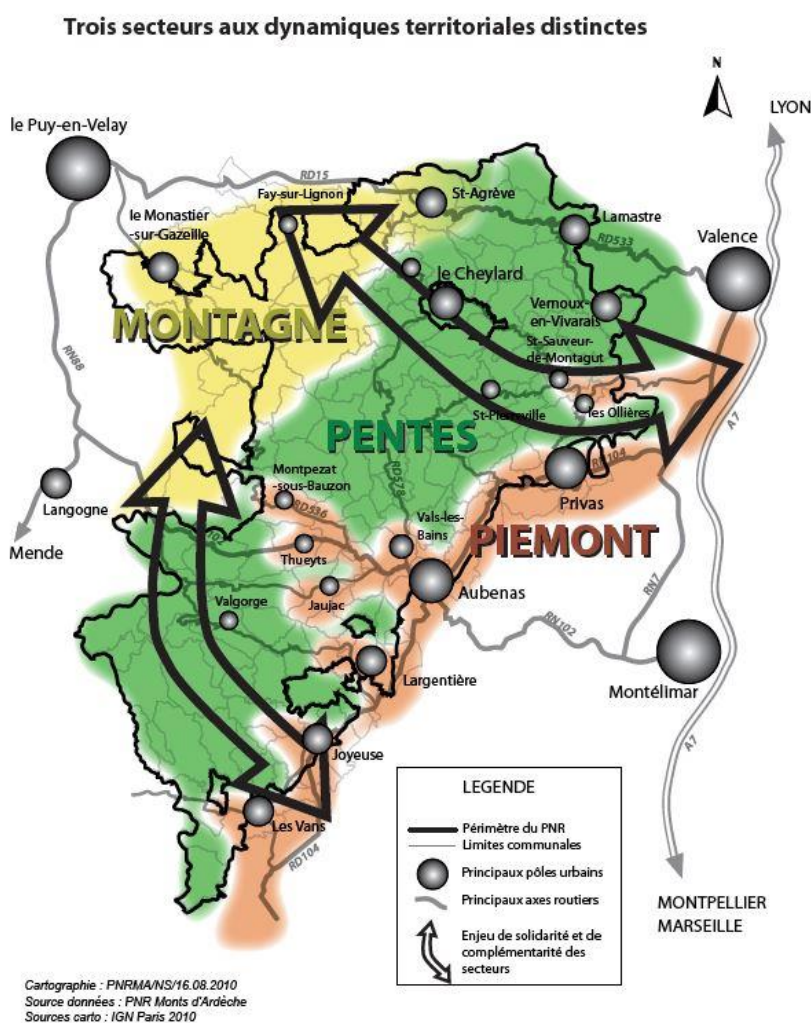 Trois secteurs aux dynamiques territoriales distinctes
N
LYON
le Puy-en-Velay
RD15
Fay-sur-Lignon
St-Agrève
le Monastier
-sur-Gazeille
Lamastre
RD533
Valence
le Cheylard
MONTAGNE
Vernoux-
en-Vivarais
St-Sauveur-
de-Montagut
RN88
St-Pierreville
les Ollières
A7
PENTES
RD104
Privas
Montpezat
-sous-Bauzon
RD578
Langogne
RD536
Vals-les-
Bains
PIEMONT
Mende
Thueyts
Aubenas
Jaujac
RN7
Valgorge
RN102
Largentière
Montélimar
A7
Joyeuse
Les Vans
RD104
LEGENDE
Périmètre du PNR
Limites communales
Principaux pôles urbains
Principaux axes routiers
Enjeu de solidarité et de
complémentarité des
secteurs
MONTPELLIER
MARSEILLE
Cartographie : PNRMA/NS/16.08.2010
Source données : PNR Monts d'Ardèche
Sources carto : IGN Paris 2010